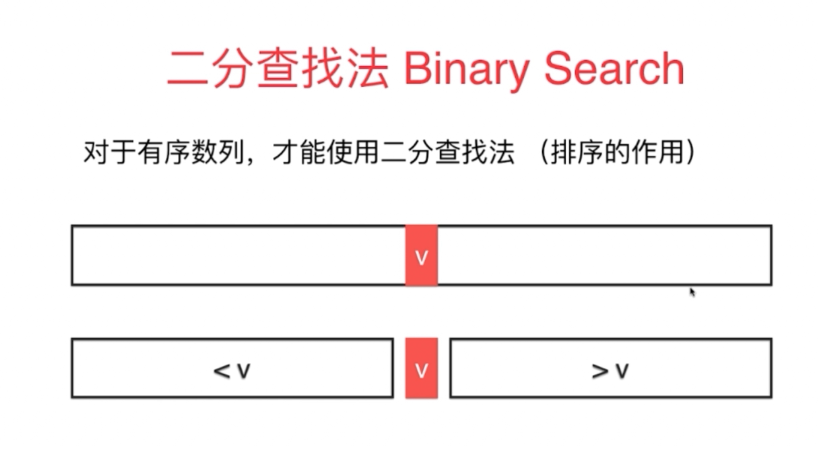 二分查找法 Binary Search
对于有序数列，才能使用二分查找法 （排序的作用）
v
< v v > v